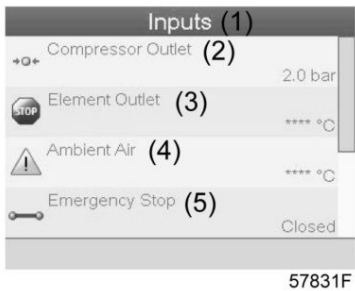 Inputs (1)
Compressor Outlet (2)
2.0 bar
STOP
Element Outlet (3)
**** °C
Ambient Air (4)
**** °C
Emergency Stop (5)
Closed
57831F